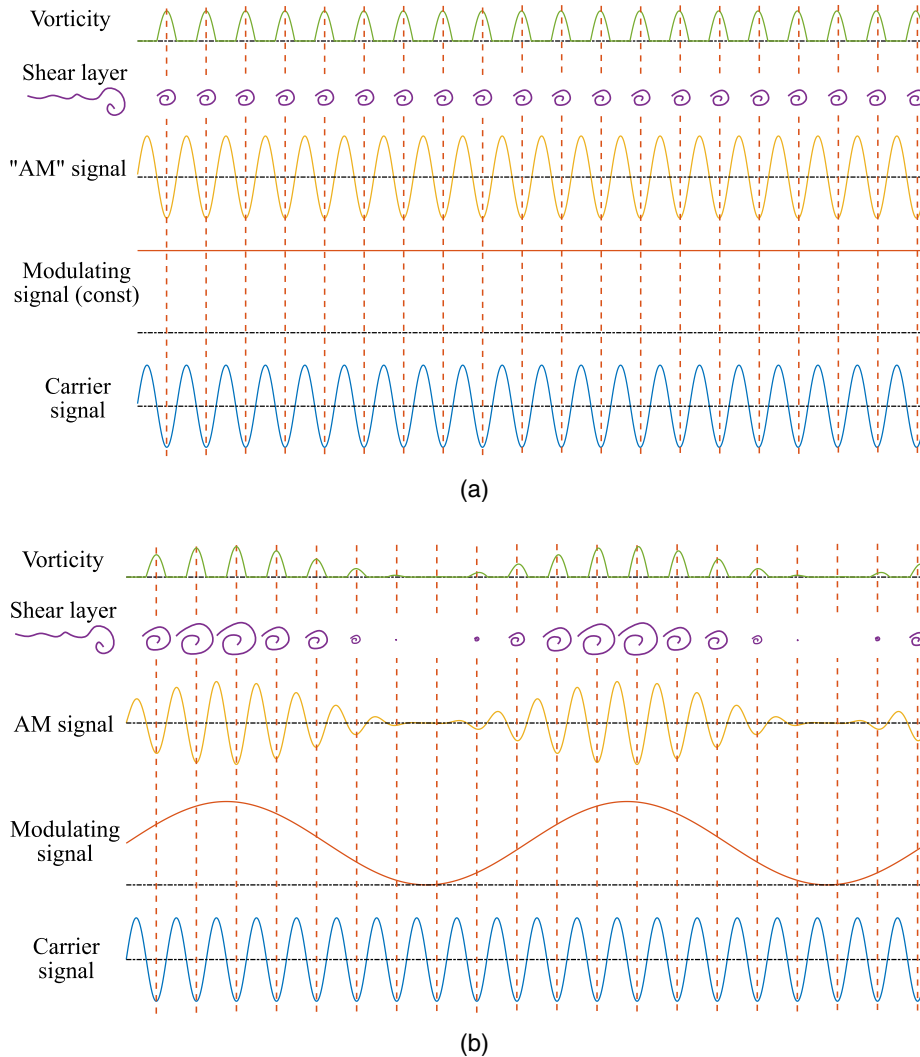 Vorticity
Shear layer
"AM" signal
Modulating
signal (const)
Carrier
signal
(a)
Vorticity
Shear layer
AM signal
Modulating
signal
Carrier
signal
(b)